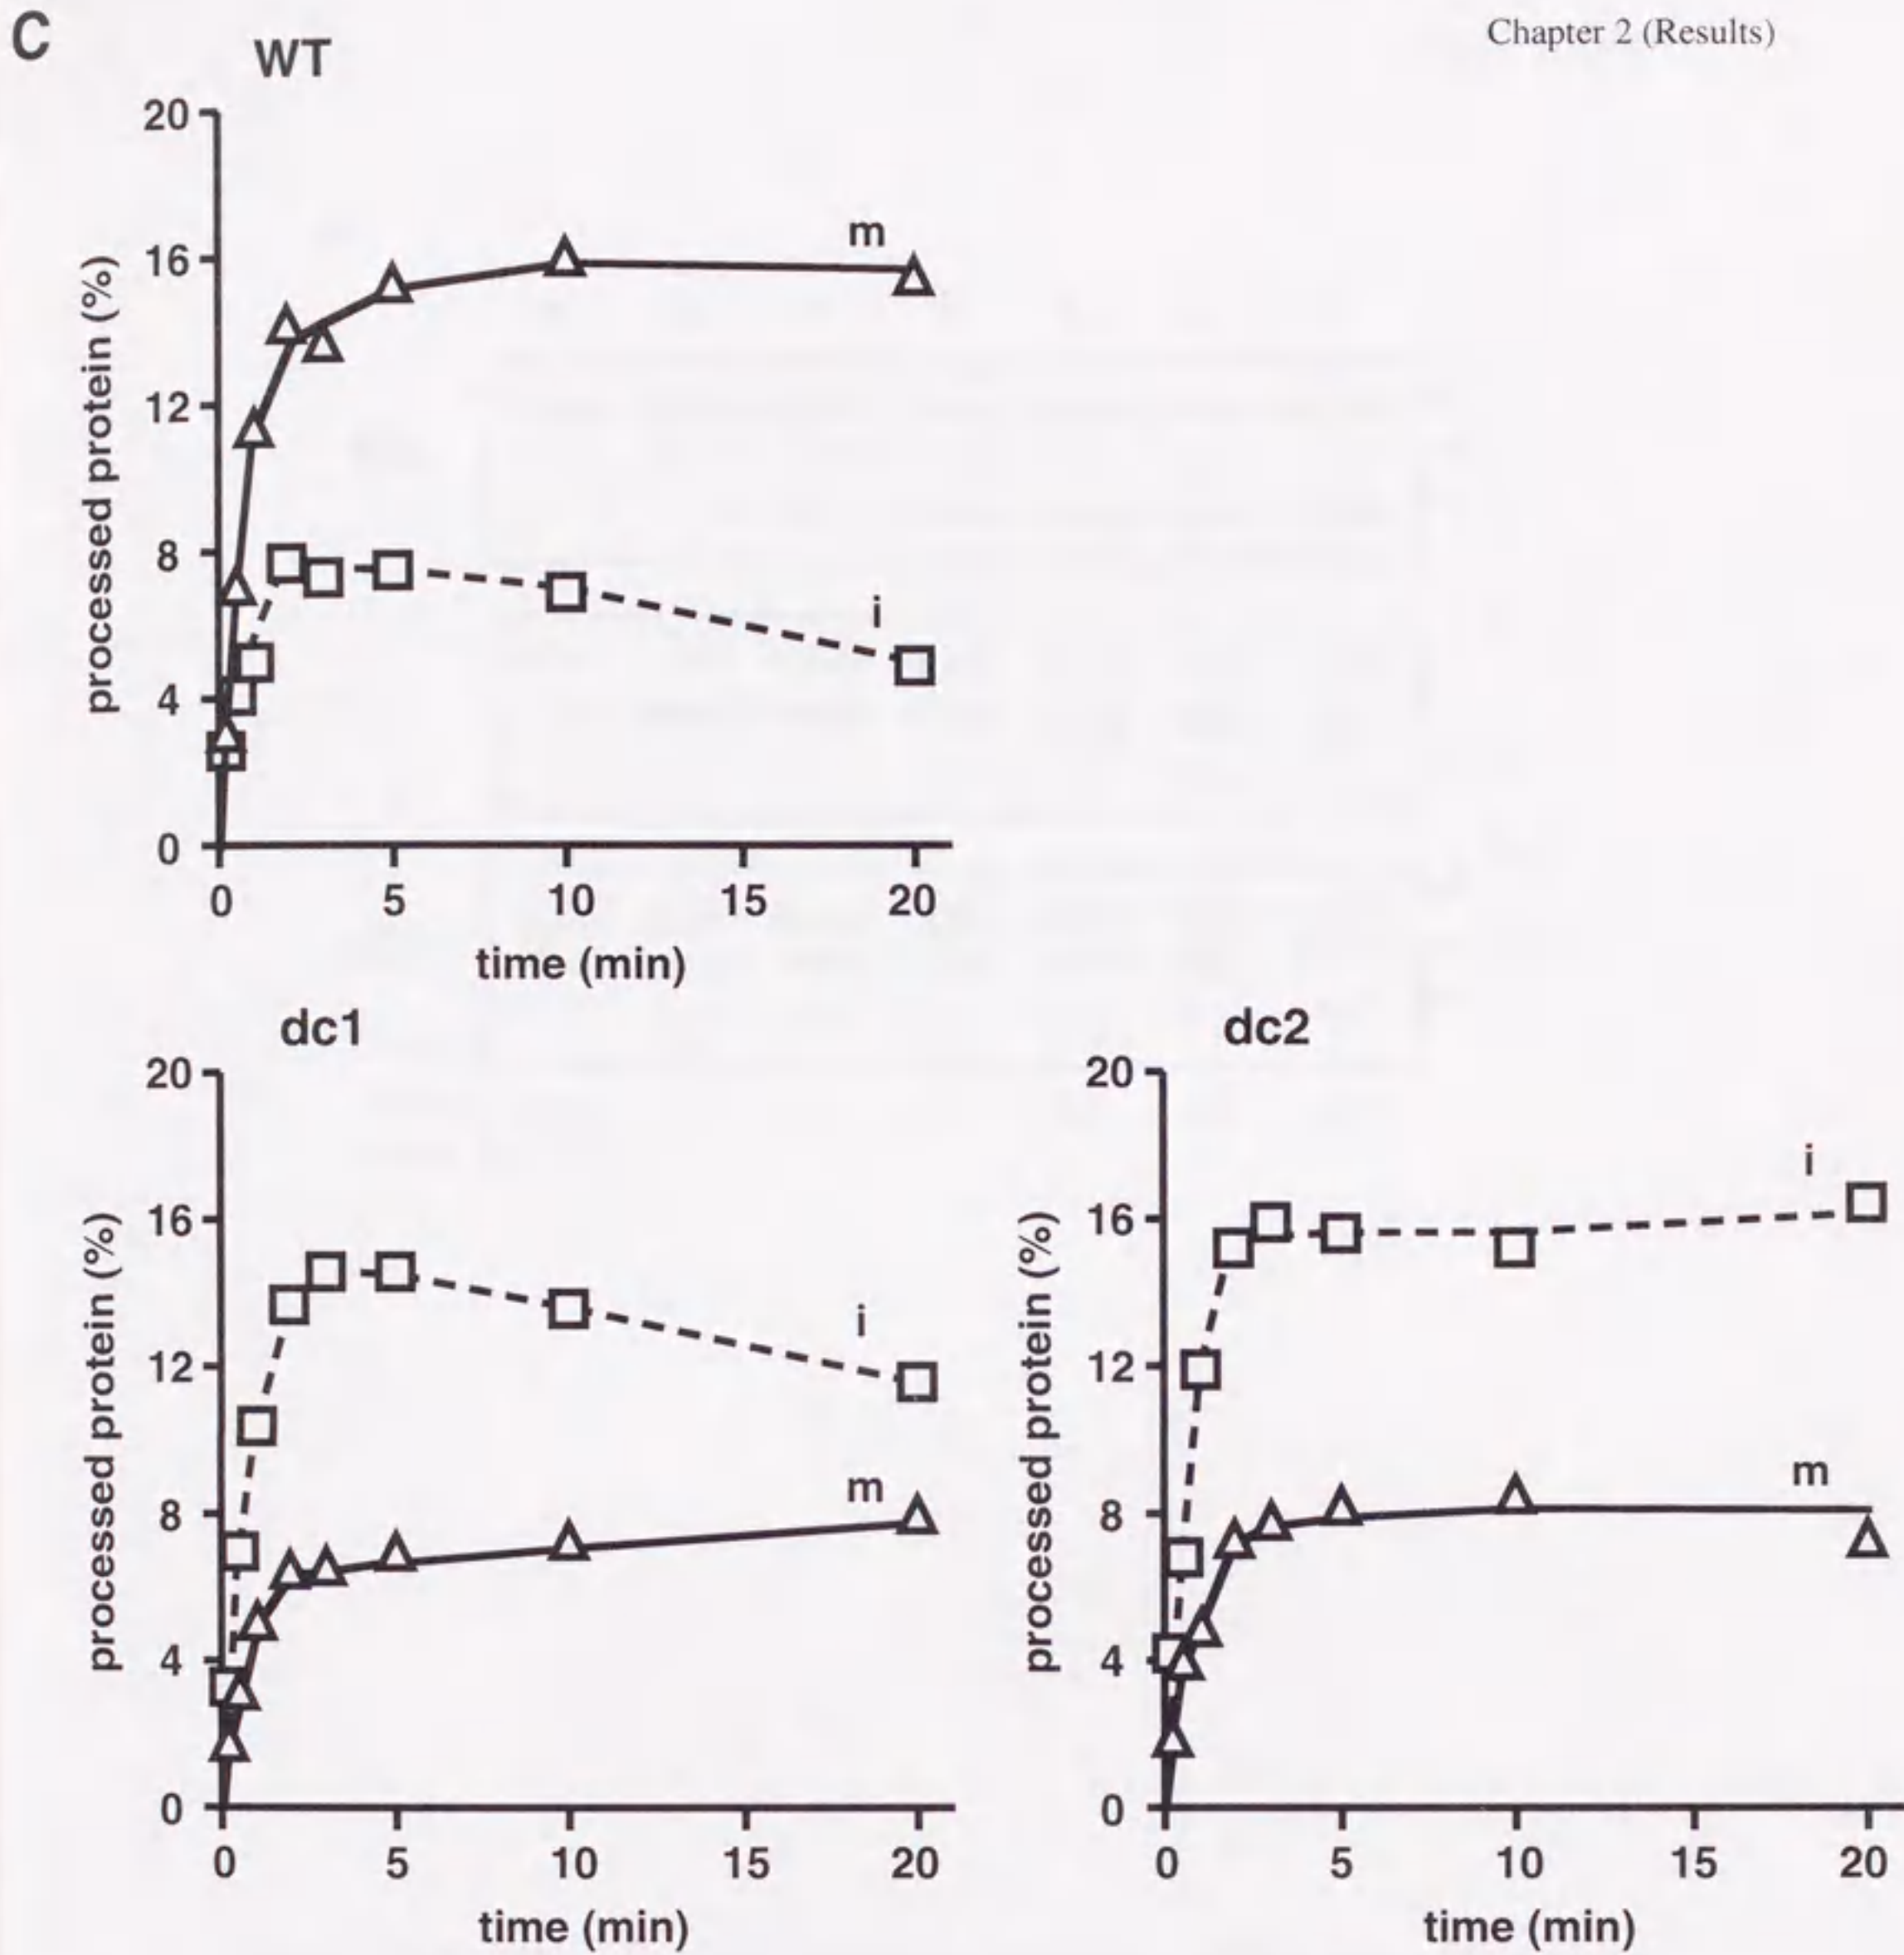 C
Chapter 2 (Results)
WT
20
16
12
8
4
0
processed protein (%)
m
i
0 5 10 15 20
time (min)
dc1
20
16
12
8
4
0
processed protein (%)
i
m
0 5 10 15 20
time (min)
dc2
20
16
12
8
4
0
processed protein (%)
i
m
0 5 10 15 20
time (min)